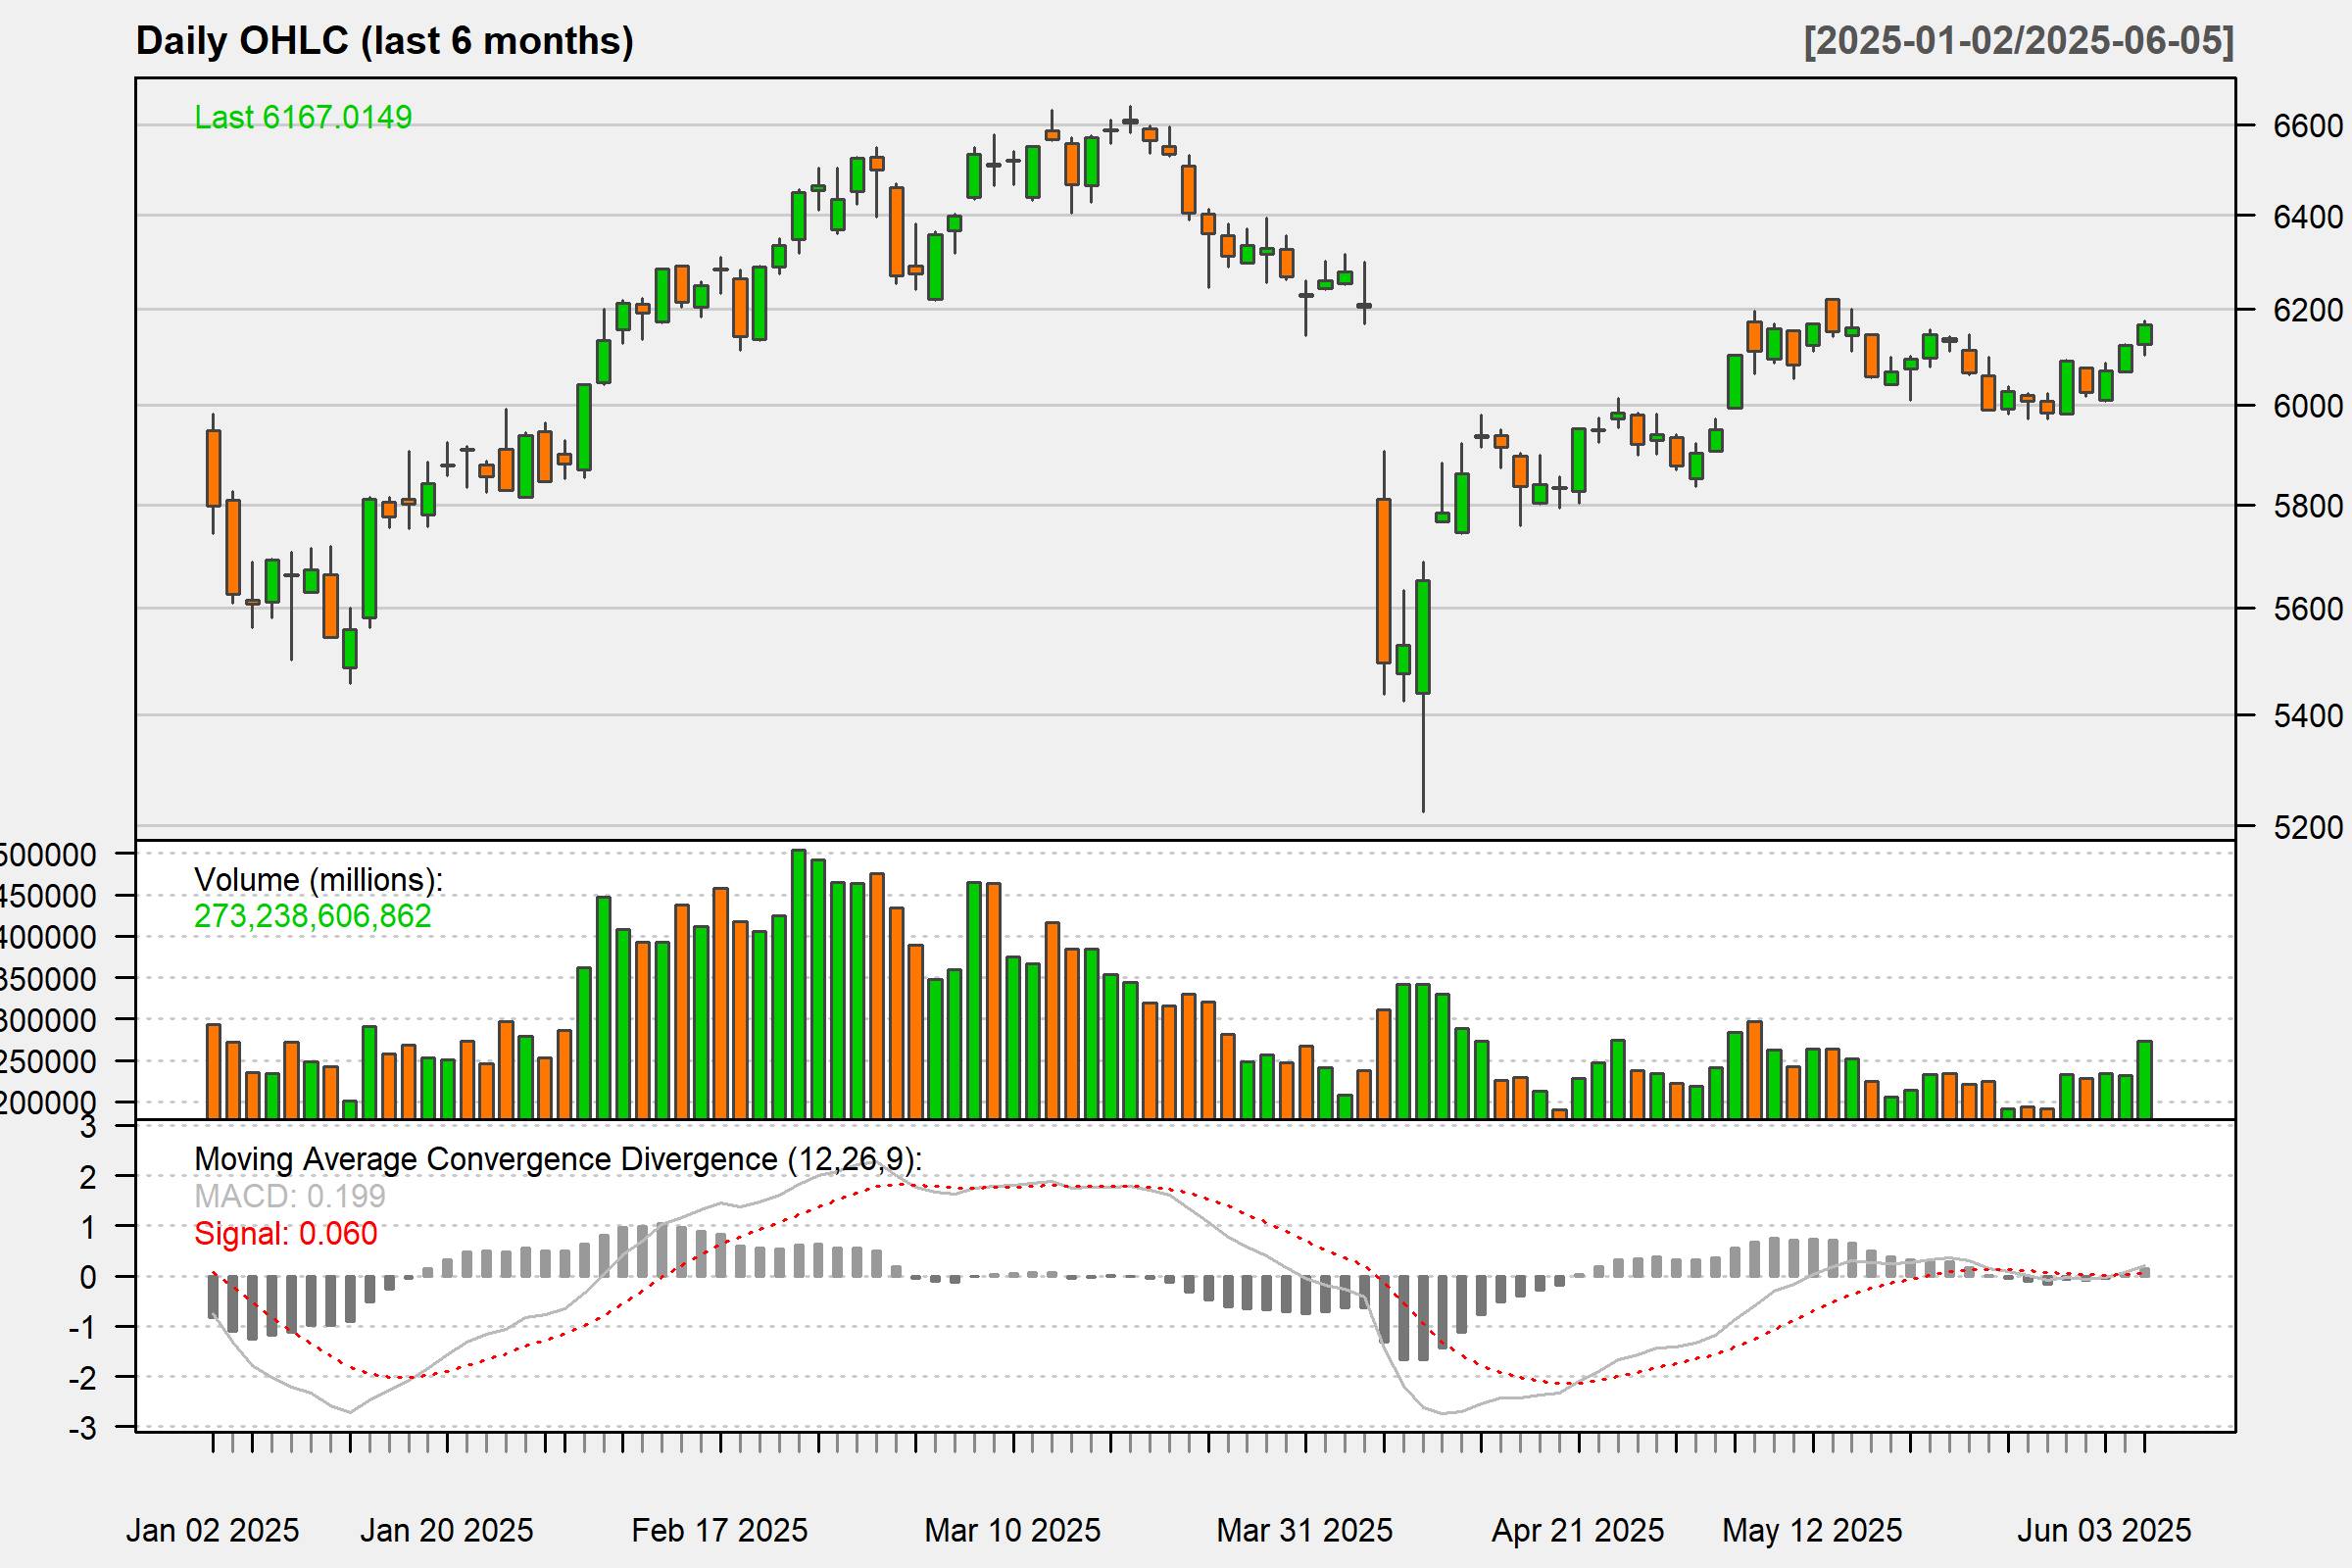 Daily OHLC (last 6 months)
[2025-01-02/2025-06-05]
Last 6167.0149
6600
6400
6200
6000
5800
5600
5400
5200
500000
450000
400000
350000
300000
250000
200000
Volume (millions):
273,238,606,862
3
2
1
0
-1
-2
-3
Moving Average Convergence Divergence (12,26,9):
MACD: 0.199
Signal: 0.060
Jan 02 2025
Jan 20 2025
Feb 17 2025
Mar 10 2025
Mar 31 2025
Apr 21 2025
May 12 2025
Jun 03 2025